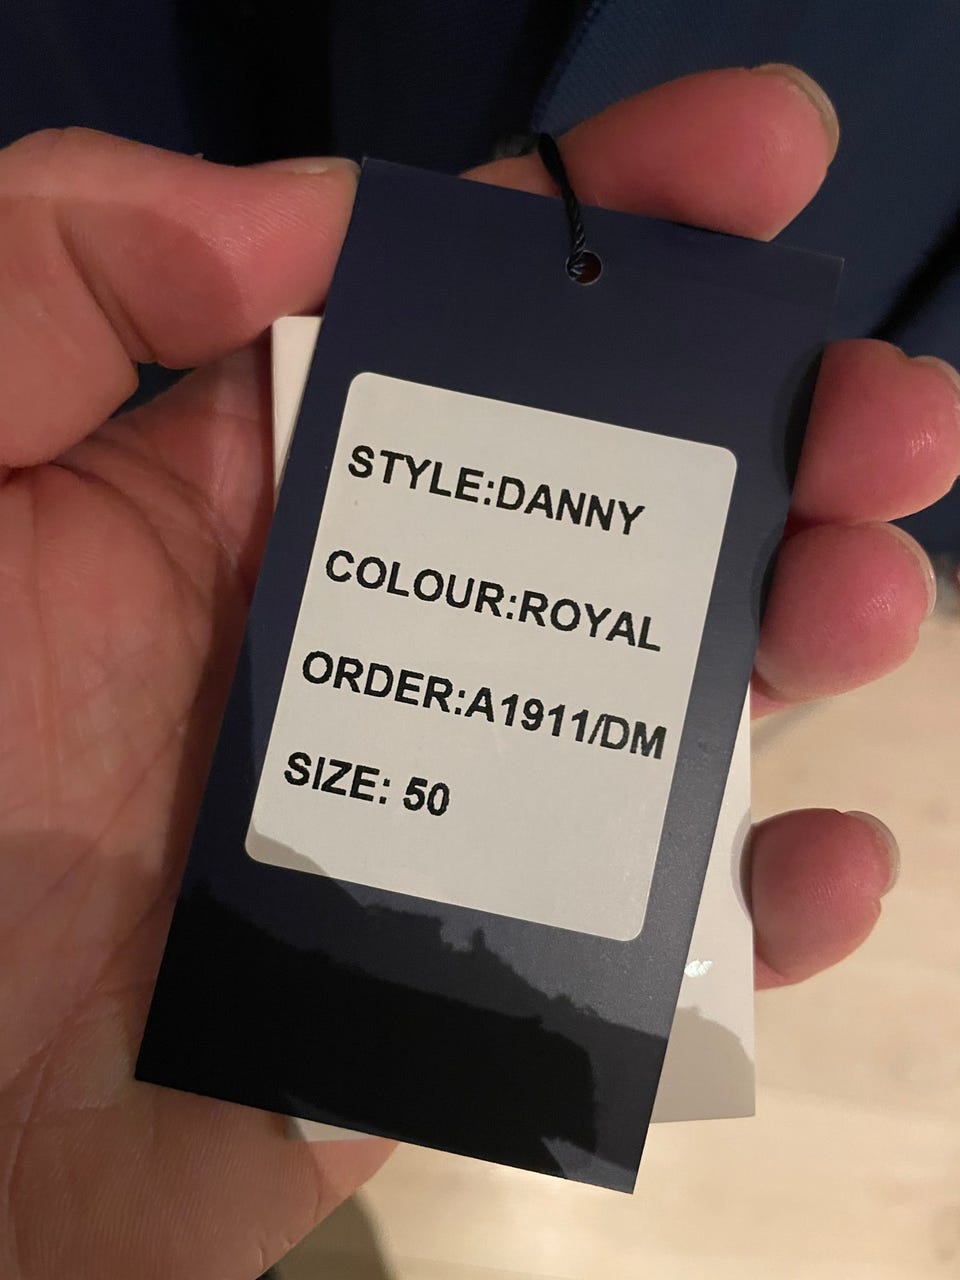 STYLE:DANNY
COLOUR:ROYAL
ORDER:A1911/DM
SIZE: 50